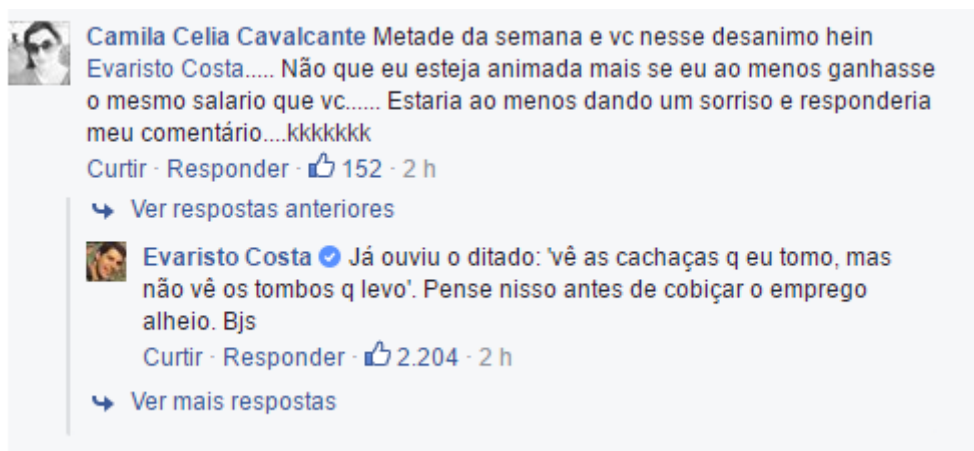 Camila Celia Cavalcante Metade da semana e vc nesse desanimo hein
Evaristo Costa..... Não que eu esteja animada mais se eu ao menos ganhasse
o mesmo salario que vc...... Estaria ao menos dando um sorriso e responderia
meu comentário....kkkkkkk
Curtir · Responder · 152 · 2 h
Ver respostas anteriores
Evaristo Costa Já ouviu o ditado: 'vê as cachaças q eu tomo, mas
não vê os tombos q levo'. Pense nisso antes de cobiçar o emprego
alheio. Bjs
Curtir · Responder · 2.204 · 2 h
Ver mais respostas